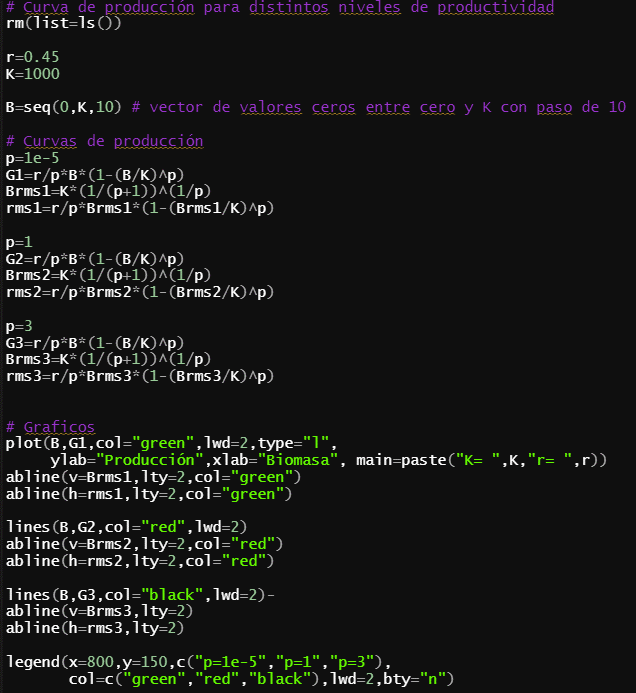 # Curva de producción para distintos niveles de productividad
rm(list=ls())
r=0.45
K=1000
B=seq(0,K,10) # vector de valores ceros entre cero y K con paso de 10
# Curvas de producción
p=1e-5
G1=r/p*B*(1-(B/K)^p)
Brms1=K*(1/(p+1))^(1/p)
rms1=r/p*Brms1*(1-(Brms1/K)^p)
p=1
G2=r/p*B*(1-(B/K)^p)
Brms2=K*(1/(p+1))^(1/p)
rms2=r/p*Brms2*(1-(Brms2/K)^p)
p=3
G3=r/p*B*(1-(B/K)^p)
Brms3=K*(1/(p+1))^(1/p)
rms3=r/p*Brms3*(1-(Brms3/K)^p)
# Graficos
plot(B,G1,col="green",lwd=2,type="l",
ylab="Producción",xlab="Biomasa", main=paste("K= ",K,"r= ",r))
abline(v=Brms1,lty=2,col="green")
abline(h=rms1,lty=2,col="green")
lines(B,G2,col="red",lwd=2)
abline(v=Brms2,lty=2,col="red")
abline(h=rms2,lty=2,col="red")
lines(B,G3,col="black",lwd=2)-
abline(v=Brms3,lty=2)
abline(h=rms3,lty=2)
legend(x=800,y=150,c("p=1e-5","p=1","p=3"),
col=c("green","red","black"),lwd=2,bty="n")